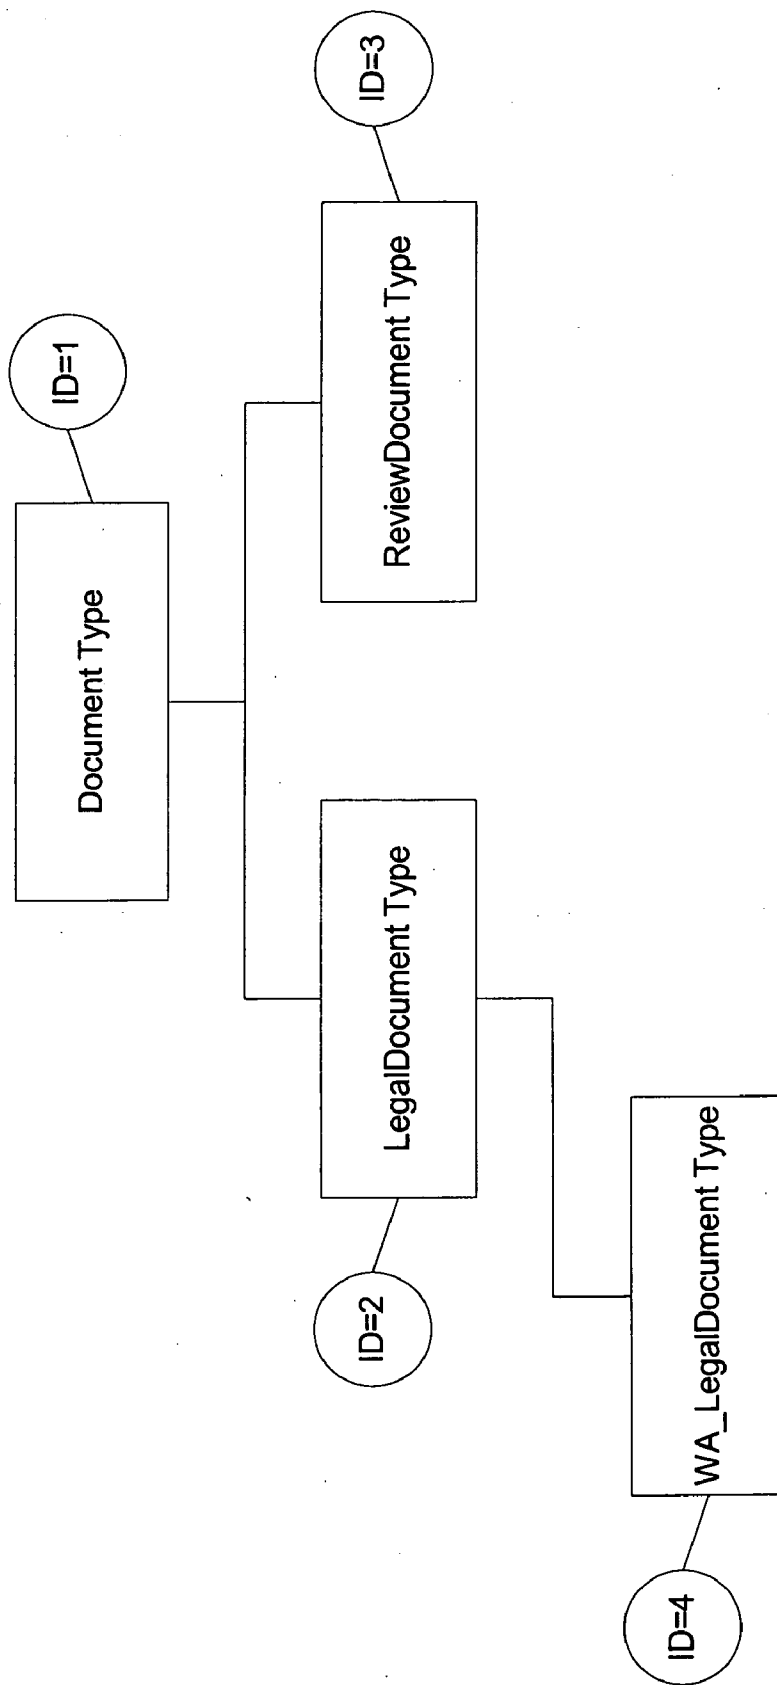 Document Type
ID=1
ID=2
LegalDocument Type
ReviewDocument Type
ID=3
ID=4
WA_LegalDocument Type